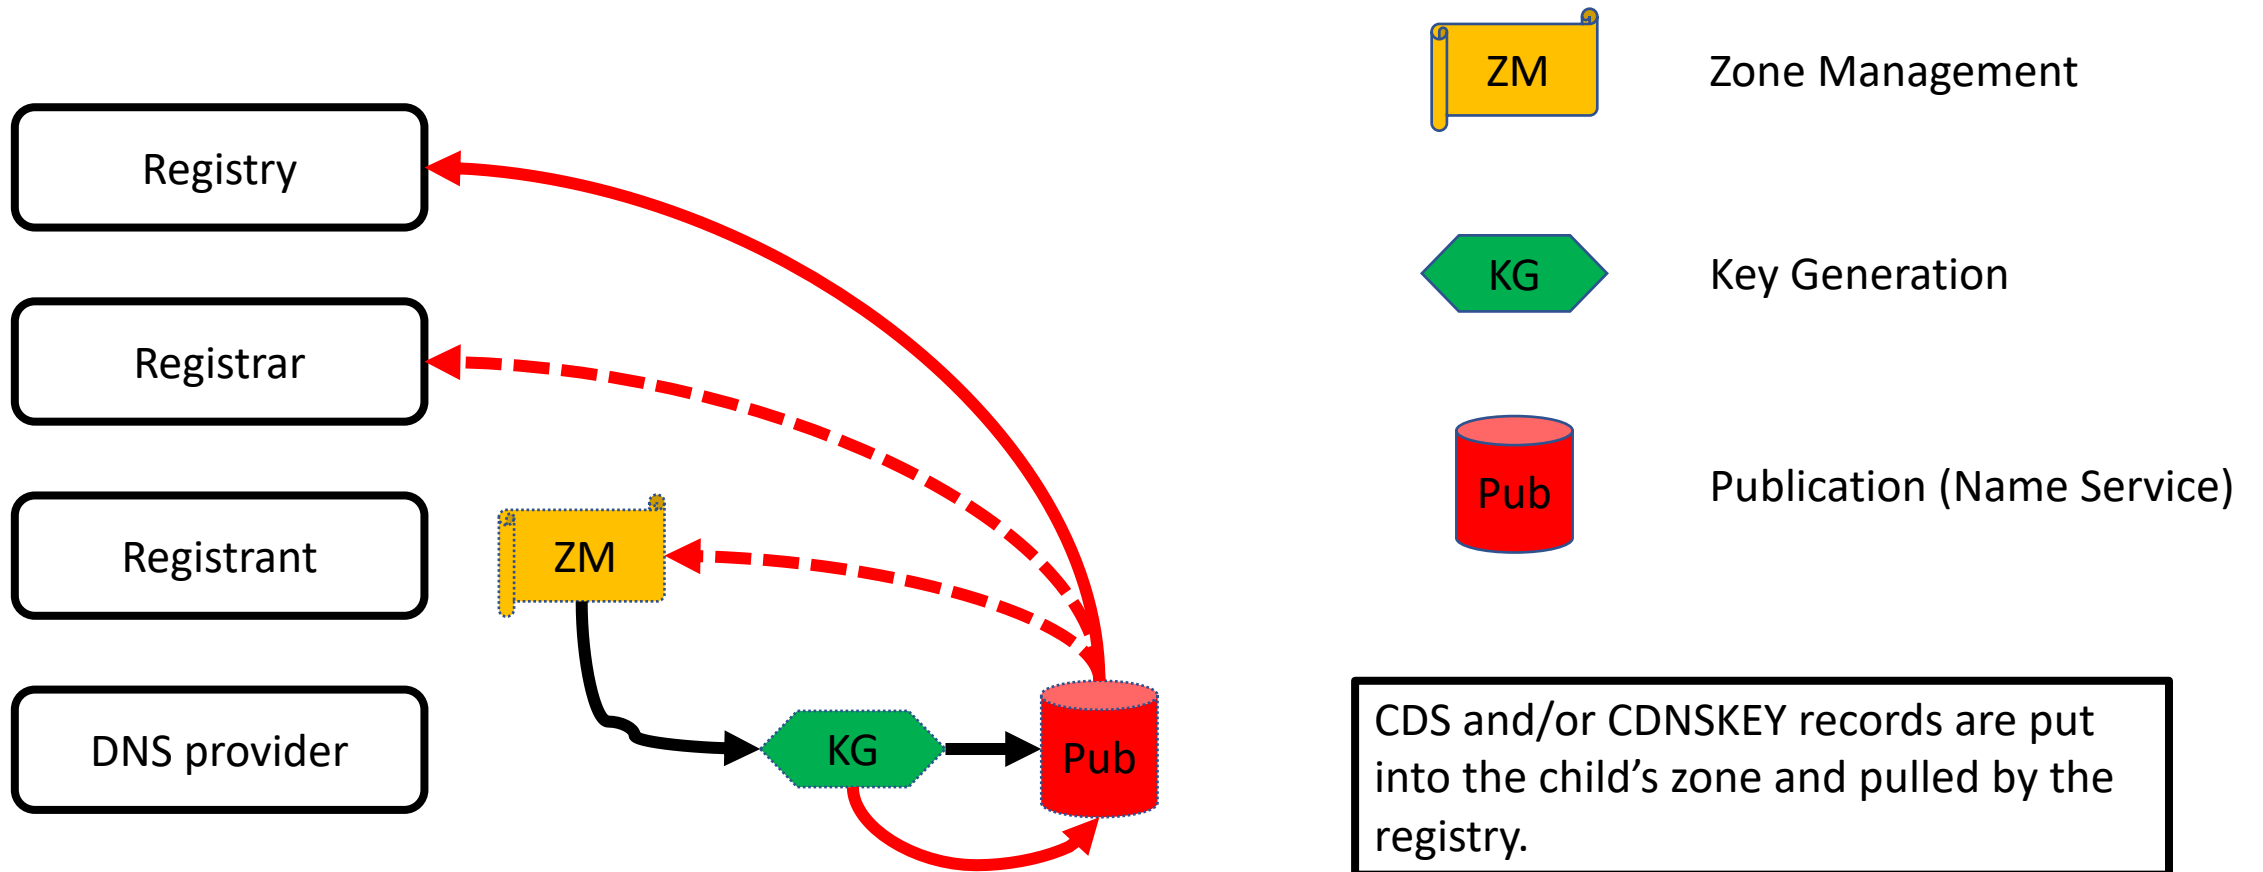 Registry
Registrar
Registrant
DNS provider
ZM
KG
Pub
ZM
Zone Management
KG
Key Generation
Pub
Publication (Name Service)
CDS and/or CDNSKEY records are put
into the child’s zone and pulled by the
registry.